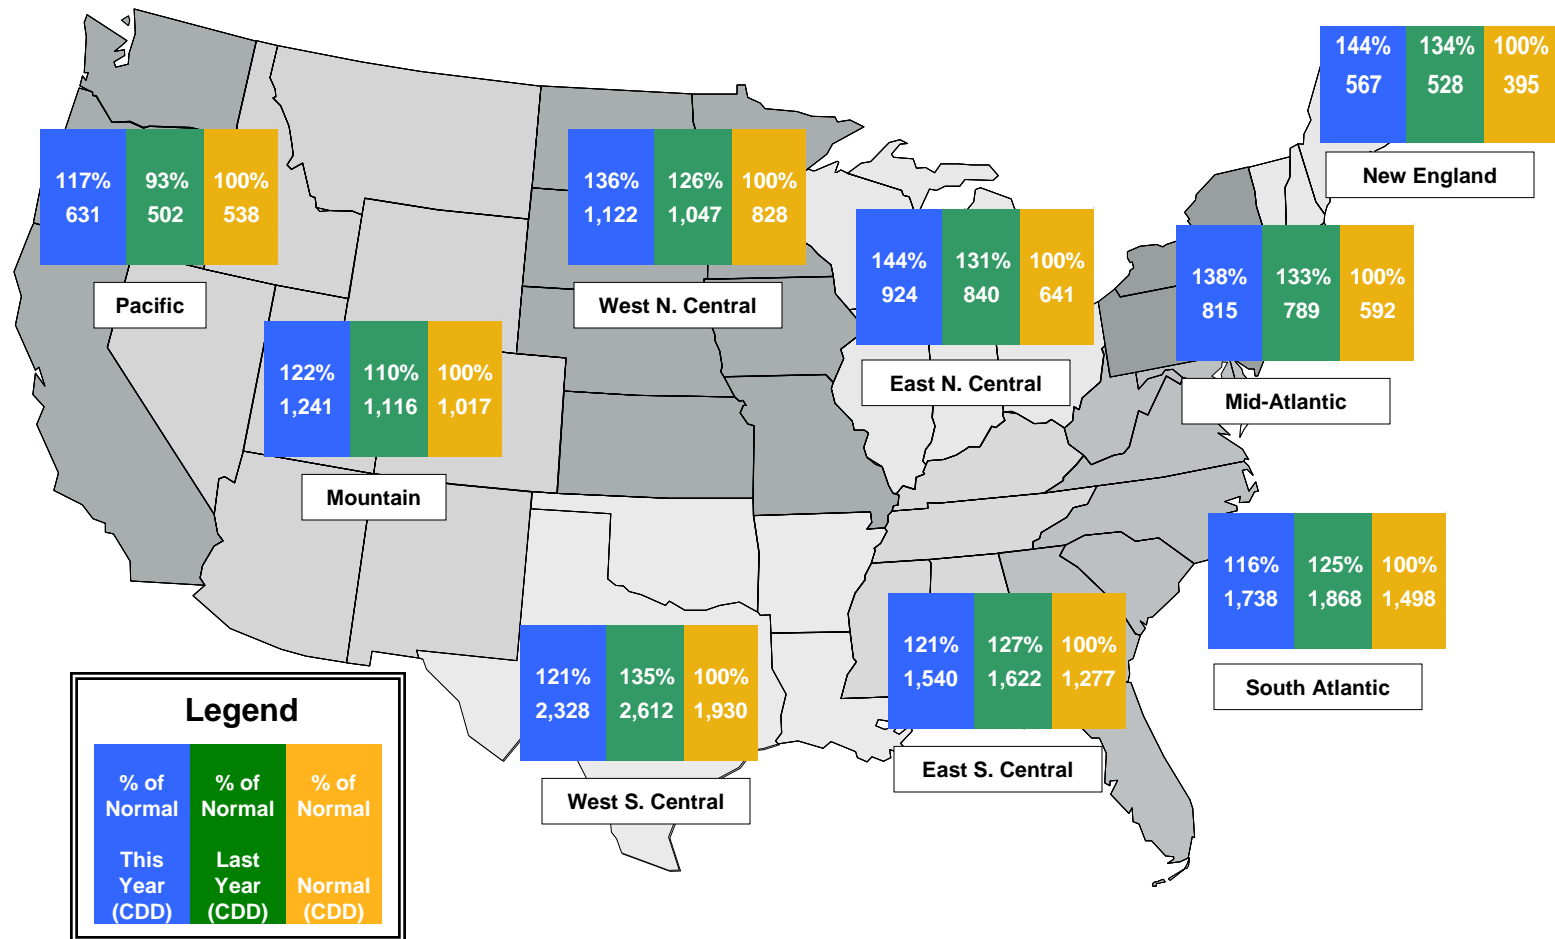 144% 134% 100%
567 528 395
New England
117% 93% 100%
631 502 538
Pacific
136% 126% 100%
1,122 1,047 828
West N. Central
144% 131% 100%
924 840 641
East N. Central
138% 133% 100%
815 789 592
Mid-Atlantic
122% 110% 100%
1,241 1,116 1,017
Mountain
116% 125% 100%
1,738 1,868 1,498
South Atlantic
121% 127% 100%
1,540 1,622 1,277
East S. Central
121% 135% 100%
2,328 2,612 1,930
West S. Central
Legend
% of % of % of
Normal Normal Normal
This Last
Year Year Normal
(CDD) (CDD) (CDD)